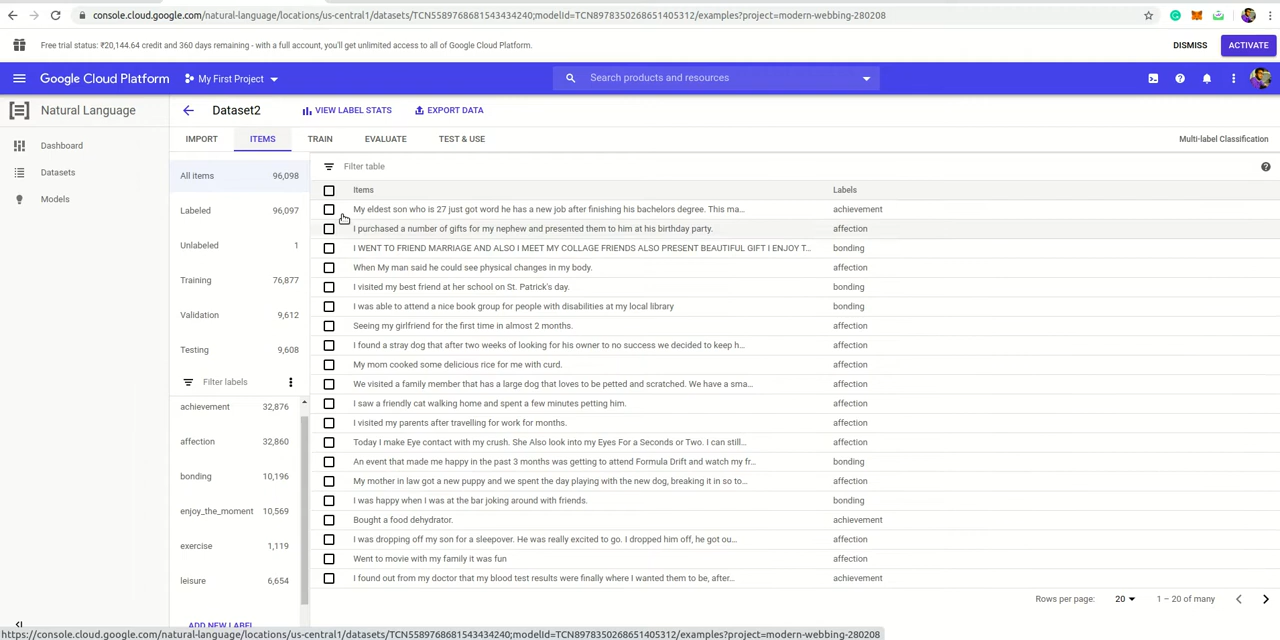 console.cloud.google.com/natural-language/locations/us-central1/datasets/TCN5589768681543434240;modelId=TCN8978350268651405312/examples?project=modern-webbing-280208
Free trial status: ₹20,144.64 credit and 360 days remaining - with a full account, you'll get unlimited access to all of Google Cloud Platform.
DISMISS
ACTIVATE
Google Cloud Platform
My First Project
Search products and resources
Natural Language
Dataset2
VIEW LABEL STATS
EXPORT DATA
Dashboard
Datasets
Models
IMPORT
ITEMS
TRAIN
EVALUATE
TEST & USE
Multi-label Classification
All items 96,098
Labeled 96,097
Unlabeled 1
Training 76,877
Validation 9,612
Testing 9,608
Filter labels
achievement 32,876
affection 32,860
bonding 10,196
enjoy_the_moment 10,569
exercise 1,119
leisure 6,654
ADD NEW LABEL
Filter table
Items Labels
My eldest son who is 27 just got word he has a new job after finishing his bachelors degree. This ma... achievement
I purchased a number of gifts for my nephew and presented them to him at his birthday party. affection
I WENT TO FRIEND MARRIAGE AND ALSO I MEET MY COLLAGE FRIENDS ALSO PRESENT BEAUTIFUL GIFT I ENJOY T... bonding
When My man said he could see physical changes in my body. affection
I visited my best friend at her school on St. Patrick's day. bonding
I was able to attend a nice book group for people with disabilities at my local library bonding
Seeing my girlfriend for the first time in almost 2 months. affection
I found a stray dog that after two weeks of looking for his owner to no success we decided to keep h... affection
My mom cooked some delicious rice for me with curd. affection
We visited a family member that has a large dog that loves to be petted and scratched. We have a sma... affection
I saw a friendly cat walking home and spent a few minutes petting him. affection
I visited my parents after travelling for work for months. affection
Today I make Eye contact with my crush. She Also look into my Eyes For a Seconds or Two. I can still... affection
An event that made me happy in the past 3 months was getting to attend Formula Drift and watch my fr... bonding
My mother in law got a new puppy and we spent the day playing with the new dog, breaking it in so to... affection
I was happy when I was at the bar joking around with friends. bonding
Bought a food dehydrator. achievement
I was dropping off my son for a sleepover. He was really excited to go. I dropped him off, he got ou... affection
Went to movie with my family it was fun affection
I found out from my doctor that my blood test results were finally where I wanted them to be, after... achievement
Rows per page: 20 1 – 20 of many
https://console.cloud.google.com/natural-language/locations/us-central1/datasets/TCN5589768681543434240;modelId=TCN8978350268651405312/examples?project=modern-webbing-280208